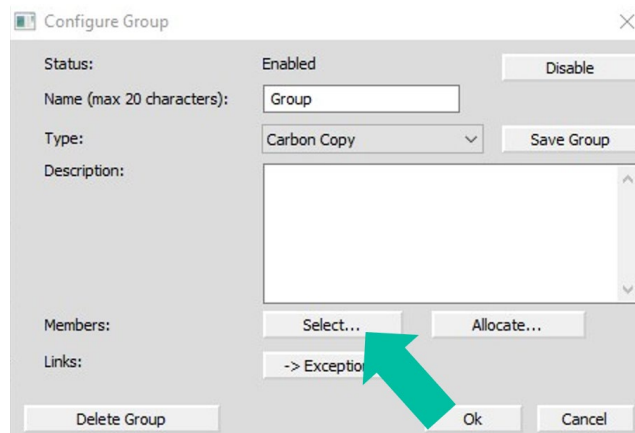 Configure Group
Status: Enabled Disable
Name (max 20 characters): Group
Type: Carbon Copy Save Group
Description:
Members: Select... Allocate...
Links: -> Exception
Delete Group Ok Cancel